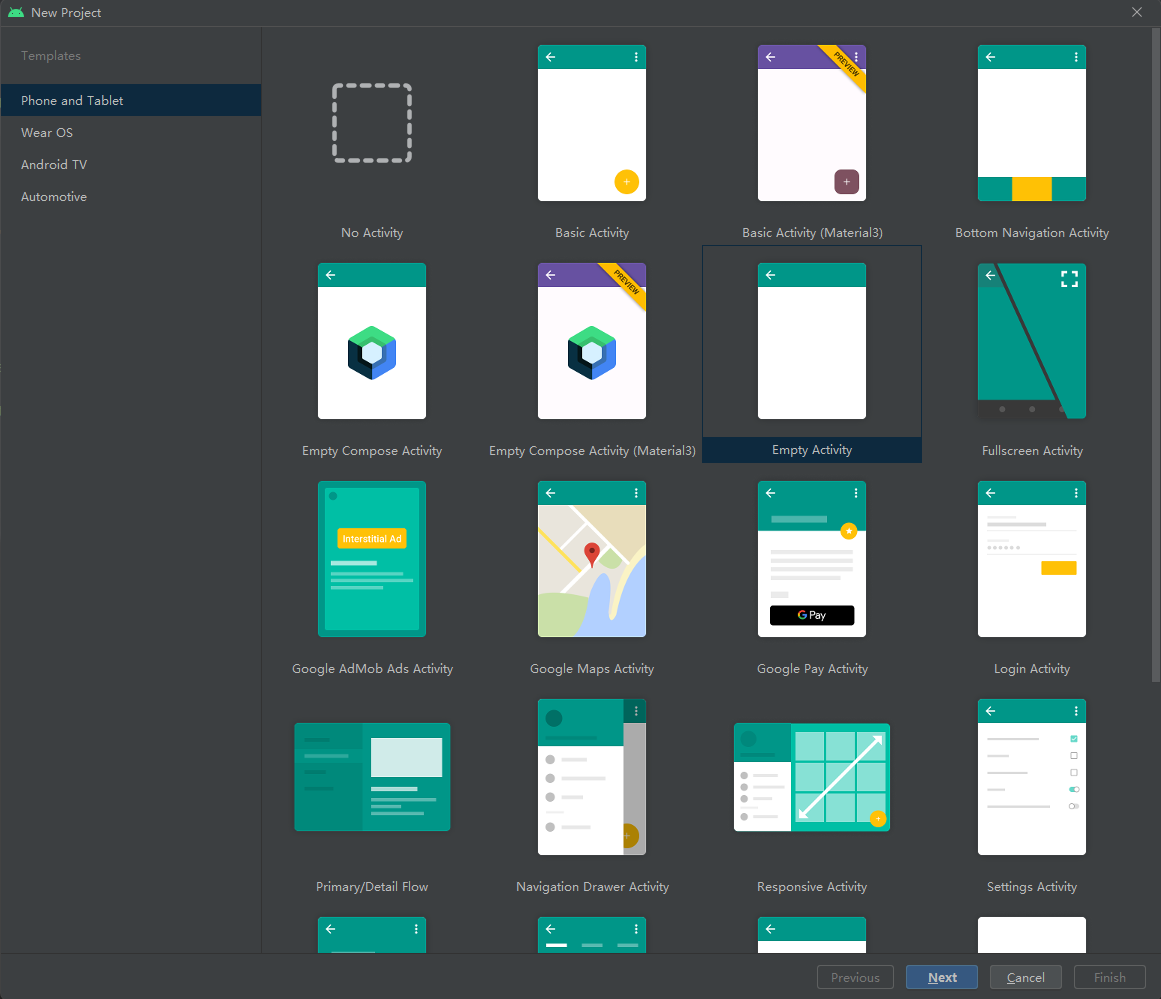 New Project
Templates
Phone and Tablet
Wear OS
Android TV
Automotive
No Activity
Basic Activity
PREVIEW
Basic Activity (Material3)
Bottom Navigation Activity
Empty Compose Activity
PREVIEW
Empty Compose Activity (Material3)
Empty Activity
Fullscreen Activity
Interstitial Ad
Google AdMob Ads Activity
Google Maps Activity
G Pay
Google Pay Activity
Login Activity
Primary/Detail Flow
Navigation Drawer Activity
Responsive Activity
Settings Activity
Previous
Next
Cancel
Finish